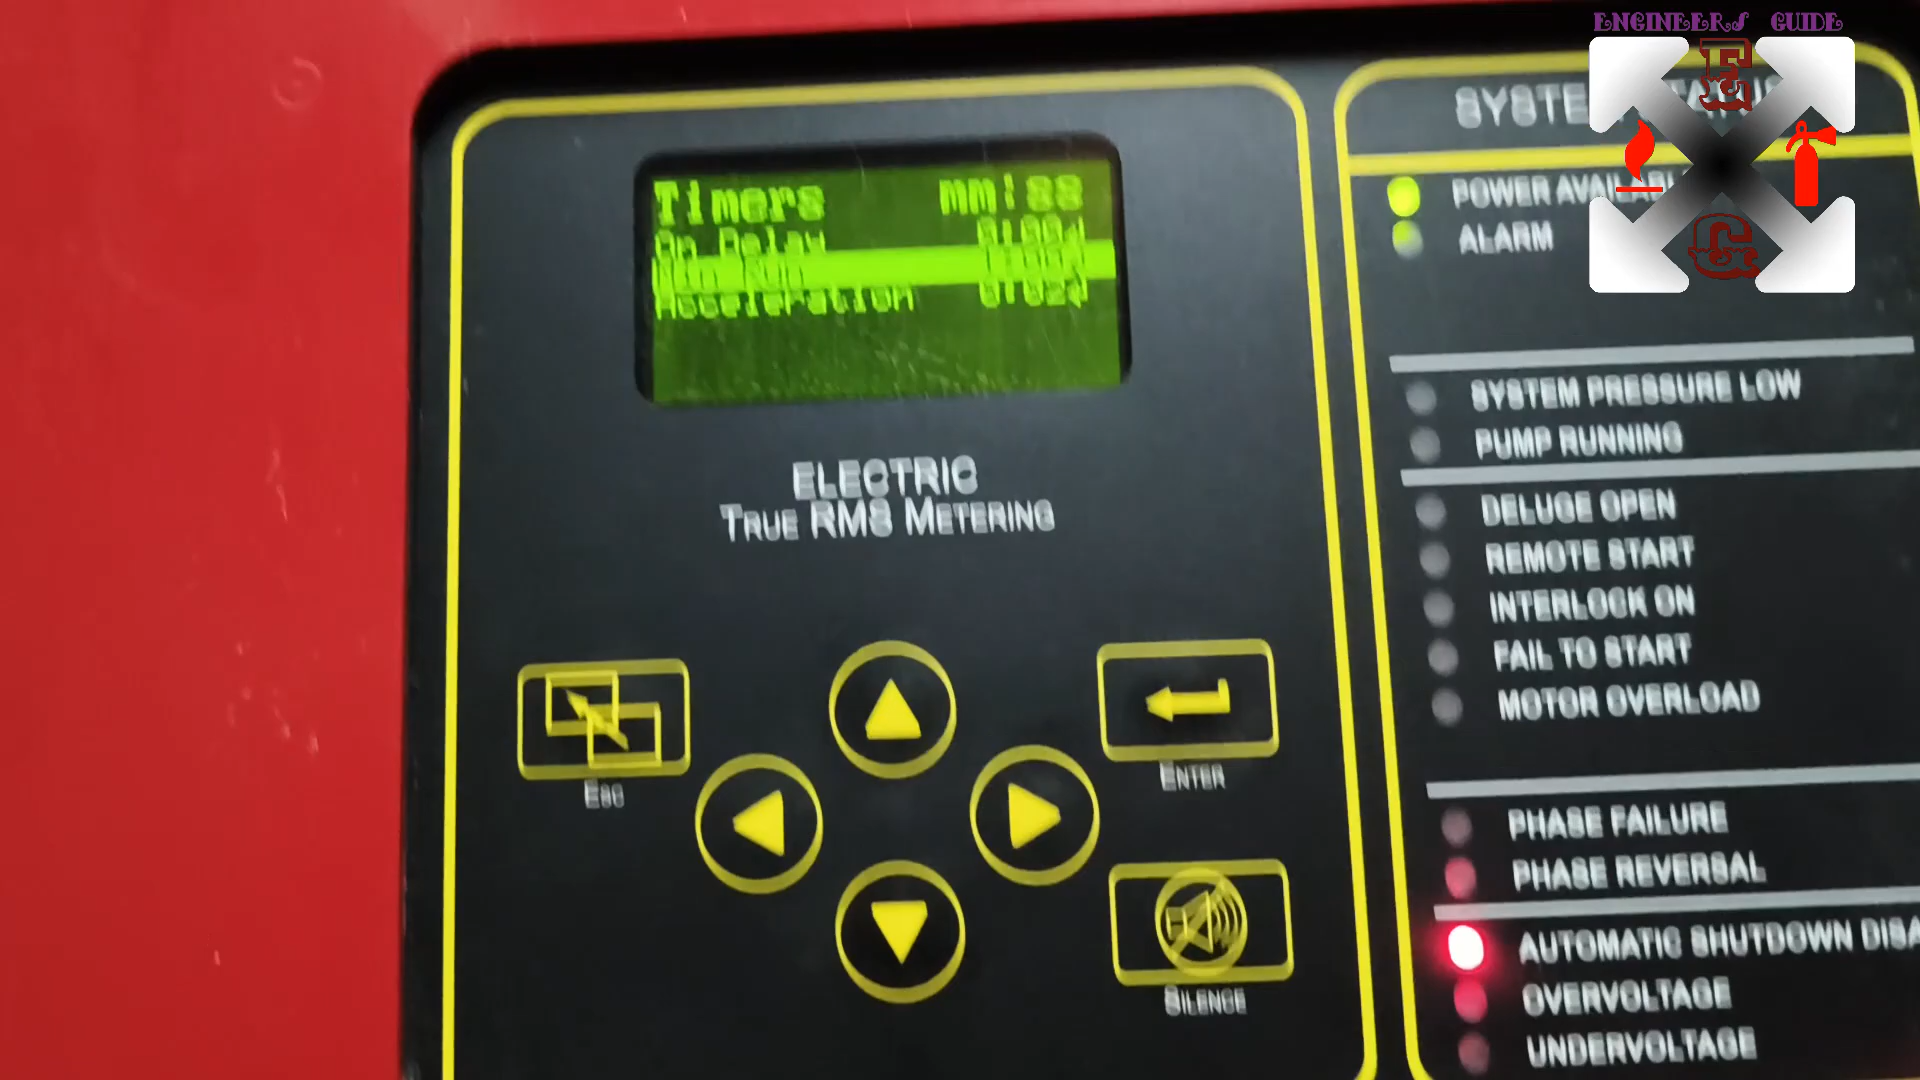 ENGINEERS GUIDE
E
G
Timers mm:ss
On Delay
Acceleration
ELECTRIC
TRUE RMS METERING
ESC
ENTER
SILENCE
POWER
ALARM
SYSTEM PRESSURE LOW
PUMP RUNNING
DELUGE OPEN
REMOTE START
INTERLOCK ON
FAIL TO START
MOTOR OVERLOAD
PHASE FAILURE
PHASE REVERSAL
AUTOMATIC SHUTDOWN DISA
OVERVOLTAGE
UNDERVOLTAGE